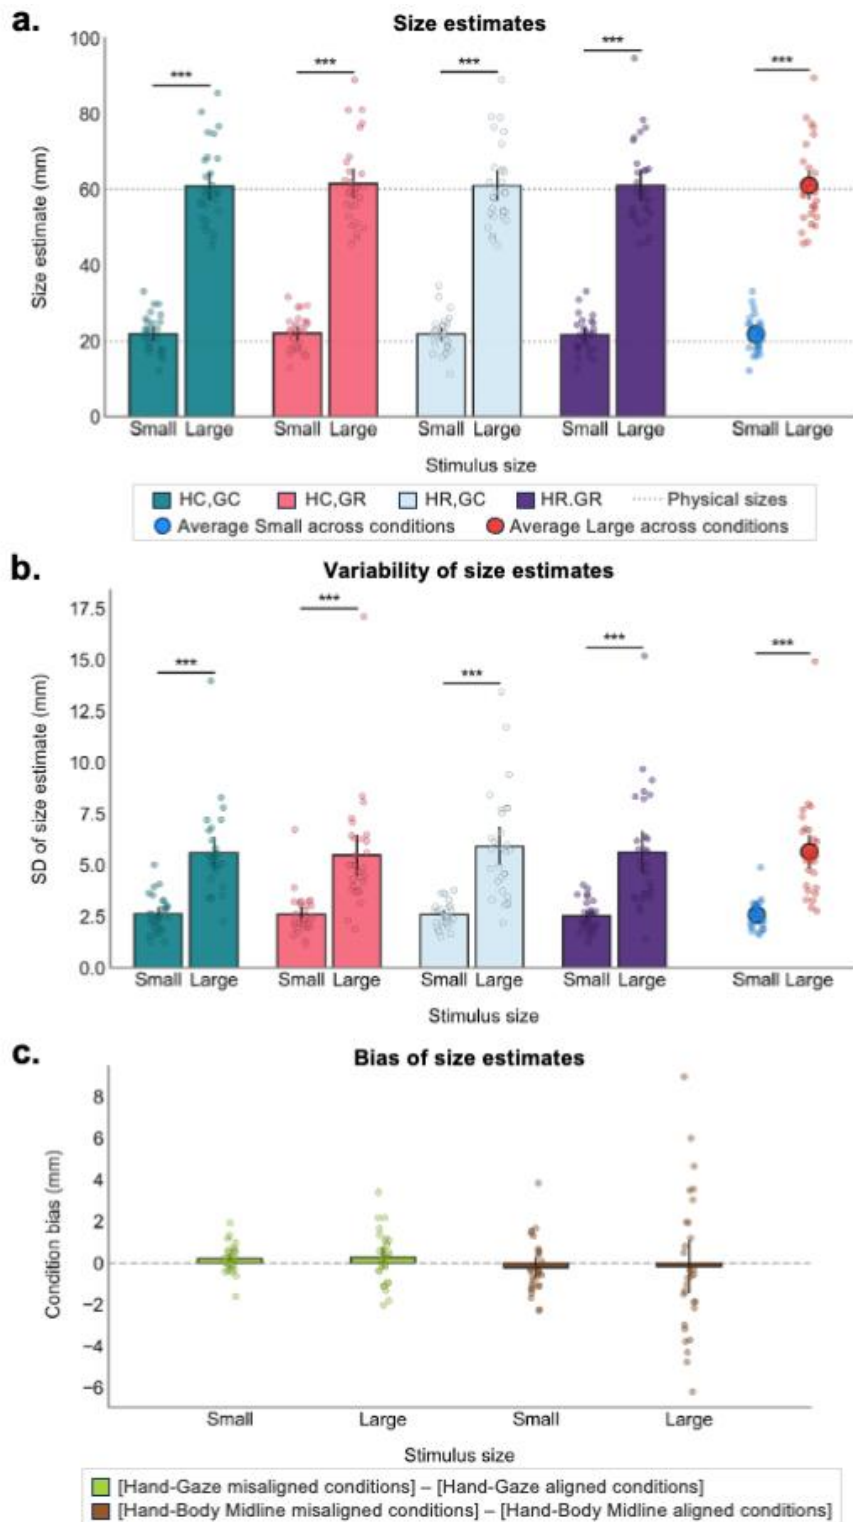 a.
Size estimates
100
80
60
40
20
0
Size estimate (mm)
*** *** *** *** ***
Small Large Small Large Small Large Small Large Small Large
Stimulus size
HC,GC HC,GR HR,GC HR.GR Physical sizes
Average Small across conditions Average Large across conditions
b.
Variability of size estimates
17.5
15.0
12.5
10.0
7.5
5.0
2.5
0.0
SD of size estimate (mm)
*** *** *** *** ***
Small Large Small Large Small Large Small Large Small Large
Stimulus size
c.
Bias of size estimates
8
6
4
2
0
−2
−4
−6
Condition bias (mm)
Small Large Small Large
Stimulus size
[Hand-Gaze misaligned conditions] – [Hand-Gaze aligned conditions]
[Hand-Body Midline misaligned conditions] – [Hand-Body Midline aligned conditions]